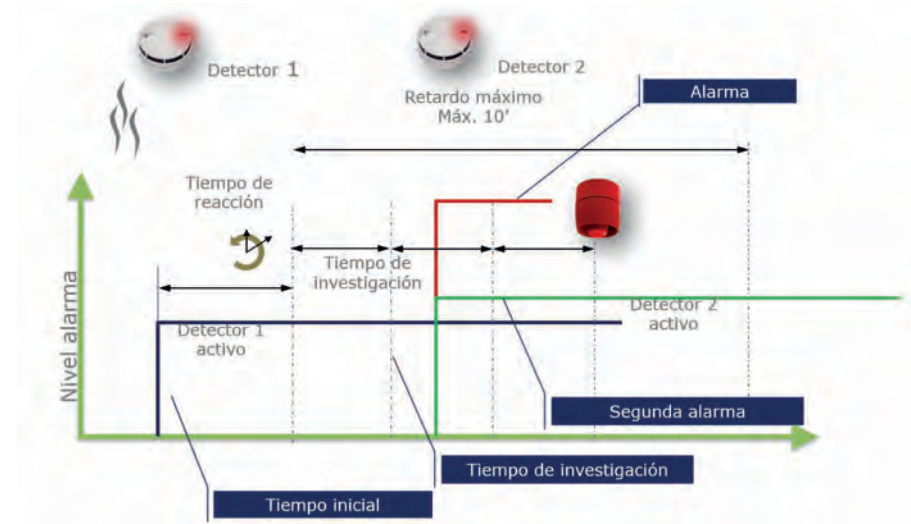 Detector 1
Detector 2
Retardo máximo
Máx. 10'
Alarma
Tiempo de
reacción
Tiempo de
investigación
Nivel alarma
Detector 1
activo
Detector 2
activo
Segunda alarma
Tiempo de investigación
Tiempo inicial